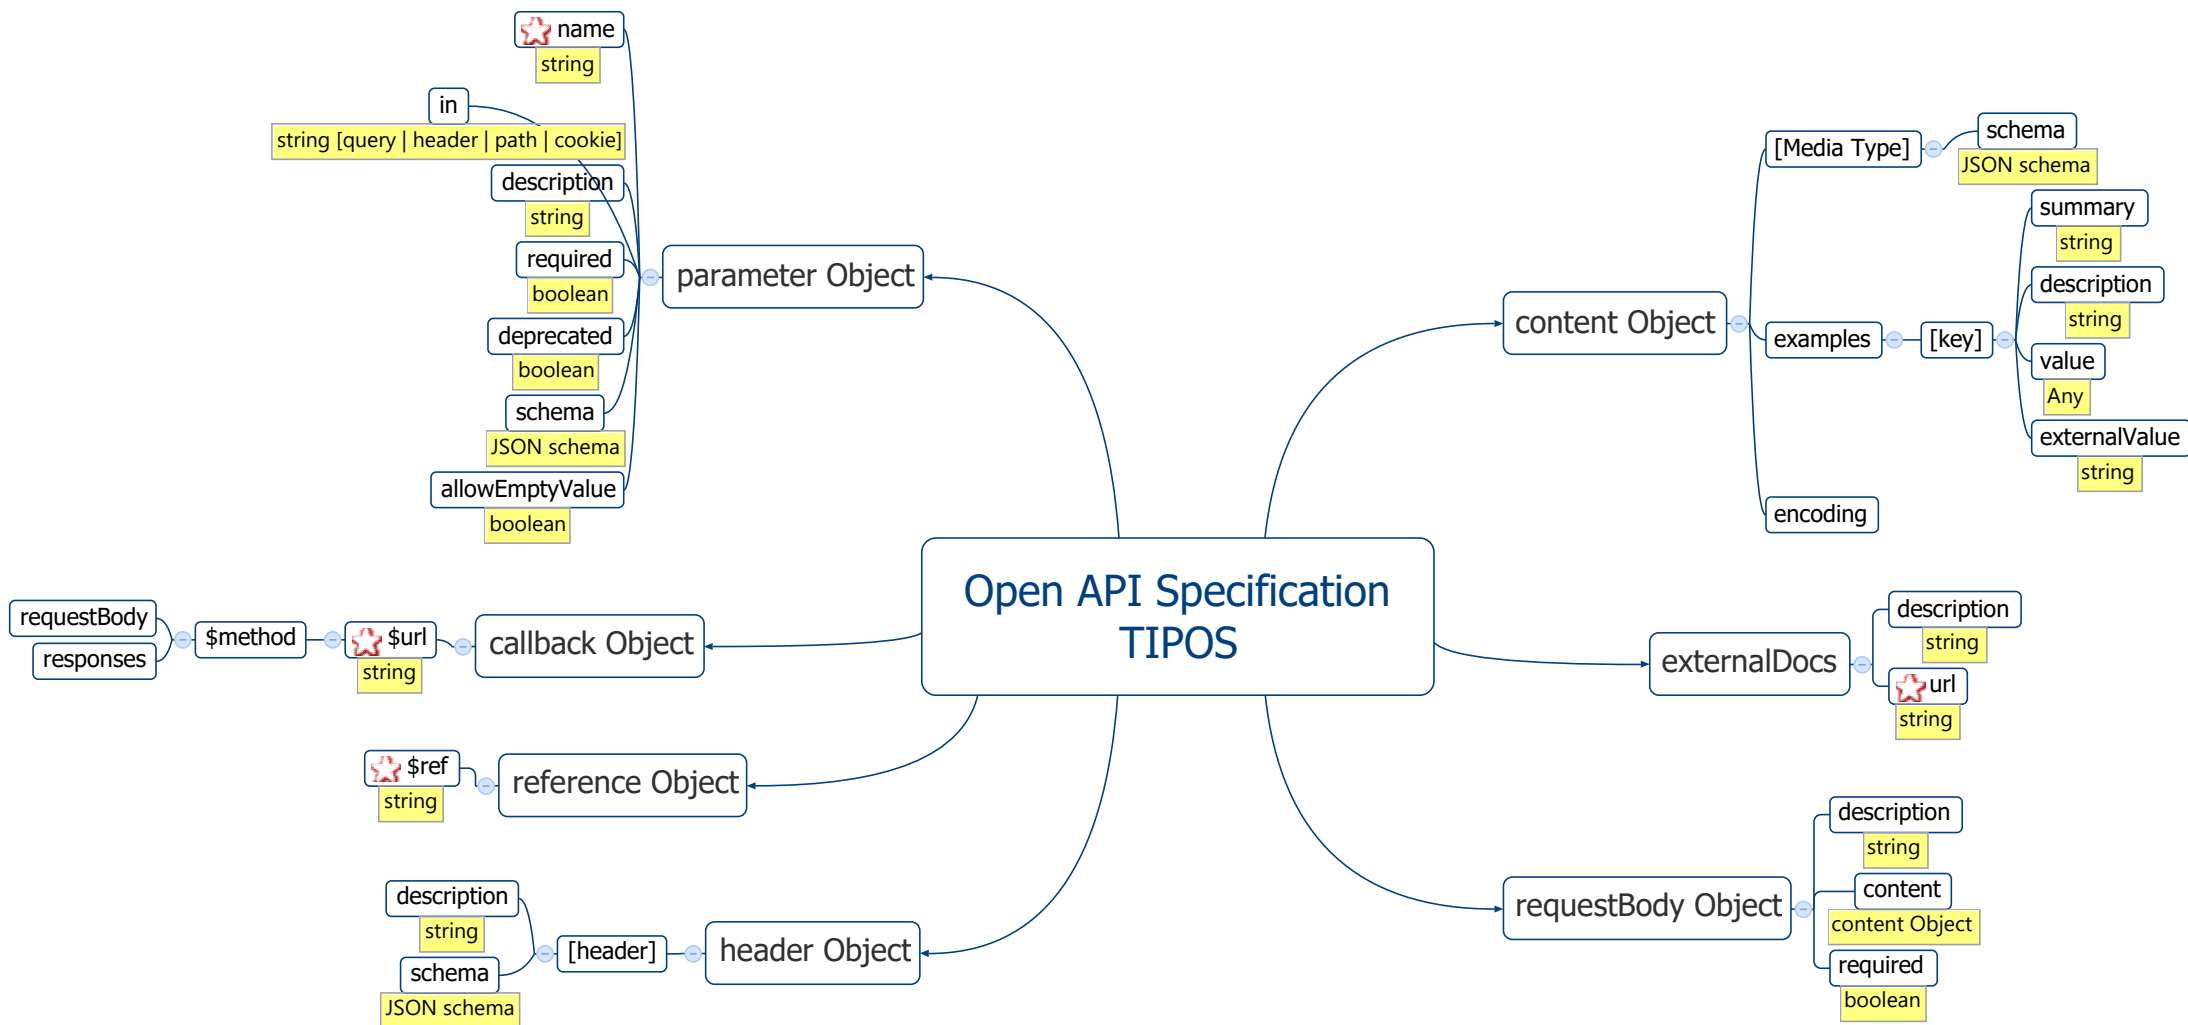 name
string
in
string [query | header | path | cookie]
description
string
required
boolean
deprecated
boolean
schema
JSON schema
allowEmptyValue
boolean
parameter Object
requestBody
responses
$method
$url
string
callback Object
$ref
string
reference Object
description
string
schema
JSON schema
[header]
header Object
Open API Specification
TIPOS
content Object
[Media Type]
schema
JSON schema
examples
[key]
summary
string
description
string
value
Any
externalValue
string
encoding
externalDocs
description
string
url
string
requestBody Object
description
string
content
content Object
required
boolean